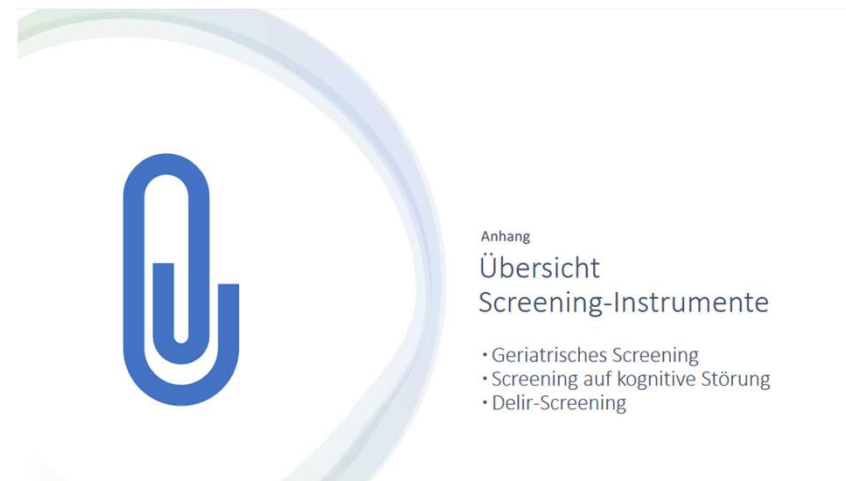 Anhang
Übersicht
Screening-Instrumente
・Geriatrisches Screening
・Screening auf kognitive Störung
・Delir-Screening